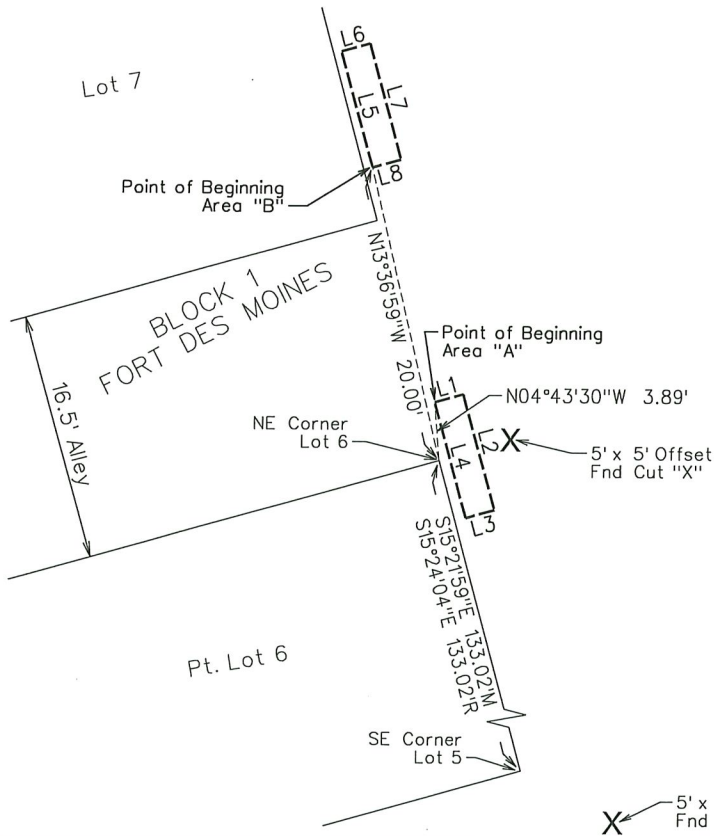 L6
Lot 7
L7
L5
L8
Point of Beginning
Area "B"
N13°36'59"W 20.00'
BLOCK 1
FORT DES MOINES
16.5' Alley
Point of Beginning
Area "A"
L1
N04°43'30"W 3.89'
NE Corner
Lot 6
L2
L4
X
5' x 5' Offset
Fnd Cut "X"
L3
S15°21'59"E 133.02'M
S15°24'04"E 133.02'R
Pt. Lot 6
SE Corner
Lot 5
X
5' x
Fnd